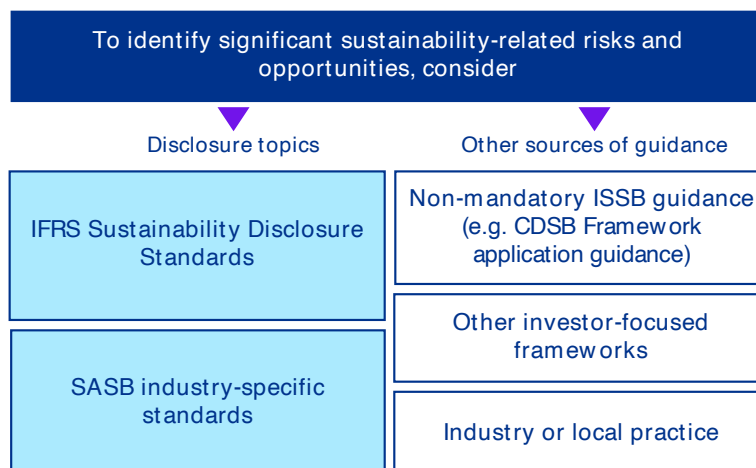 To identify significant sustainability-related risks and
opportunities, consider
Disclosure topics
IFRS Sustainability Disclosure
Standards
SASB industry-specific
standards
Other sources of guidance
Non-mandatory ISSB guidance
(e.g. CDSB Framework
application guidance)
Other investor-focused
frameworks
Industry or local practice